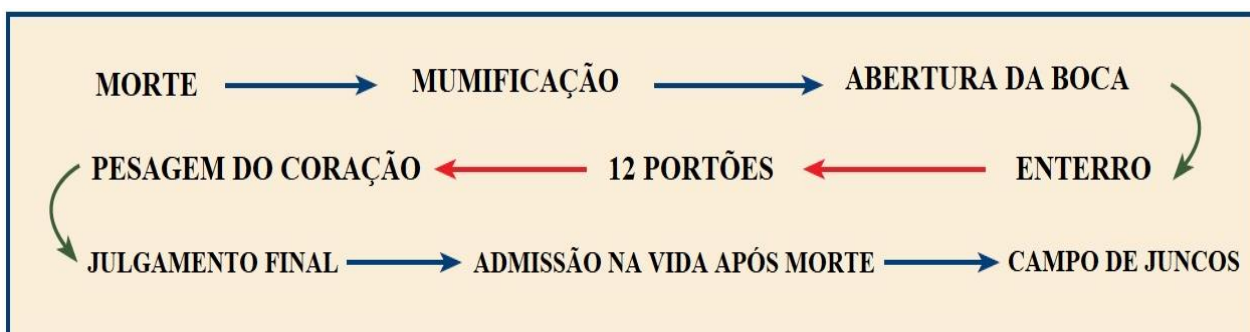 MORTE MUMIFICAÇÃO ABERTURA DA BOCA
PESAGEM DO CORAÇÃO 12 PORTÕES ENTERRO
JULGAMENTO FINAL ADMISSÃO NA VIDA APÓS MORTE CAMPO DE JUNCOS